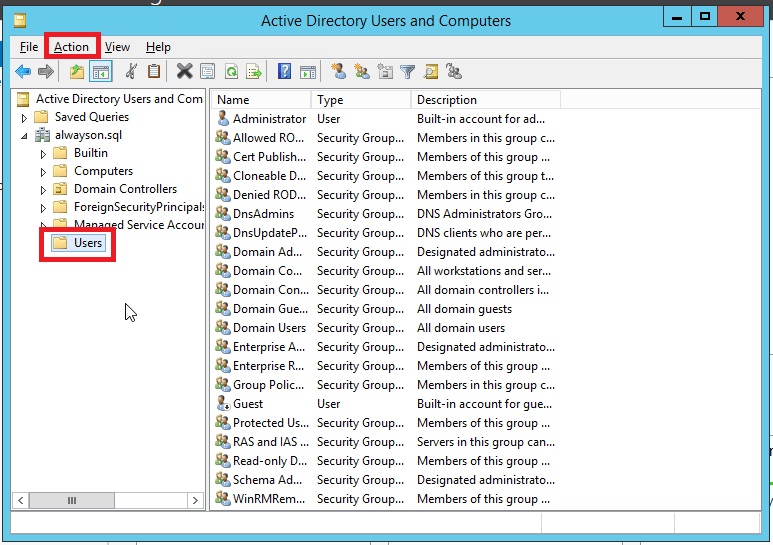 Active Directory Users and Computers
File Action View Help
Active Directory Users and Com
Saved Queries
alwayson.sql
Builtin
Computers
Domain Controllers
ForeignSecurityPrincipals
Managed Service Accour
Users
Name Type Description
Administrator User Built-in account for ad...
Allowed RO... Security Group... Members in this group c...
Cert Publish... Security Group... Members of this group ...
Cloneable D... Security Group... Members of this group t...
Denied ROD... Security Group... Members in this group c...
DnsAdmins Security Group... DNS Administrators Gro...
DnsUpdateP... Security Group... DNS clients who are per...
Domain Ad... Security Group... Designated administrato...
Domain Co... Security Group... All workstations and ser...
Domain Con... Security Group... All domain controllers i...
Domain Gue... Security Group... All domain guests
Domain Users Security Group... All domain users
Enterprise A... Security Group... Designated administrato...
Enterprise R... Security Group... Members of this group ...
Group Polic... Security Group... Members in this group c...
Guest User Built-in account for gue...
Protected Us... Security Group... Members of this group ...
RAS and IAS ... Security Group... Servers in this group can...
Read-only D... Security Group... Members of this group ...
Schema Ad... Security Group... Designated administrato...
WinRMRem... Security Group... Members of this group ...